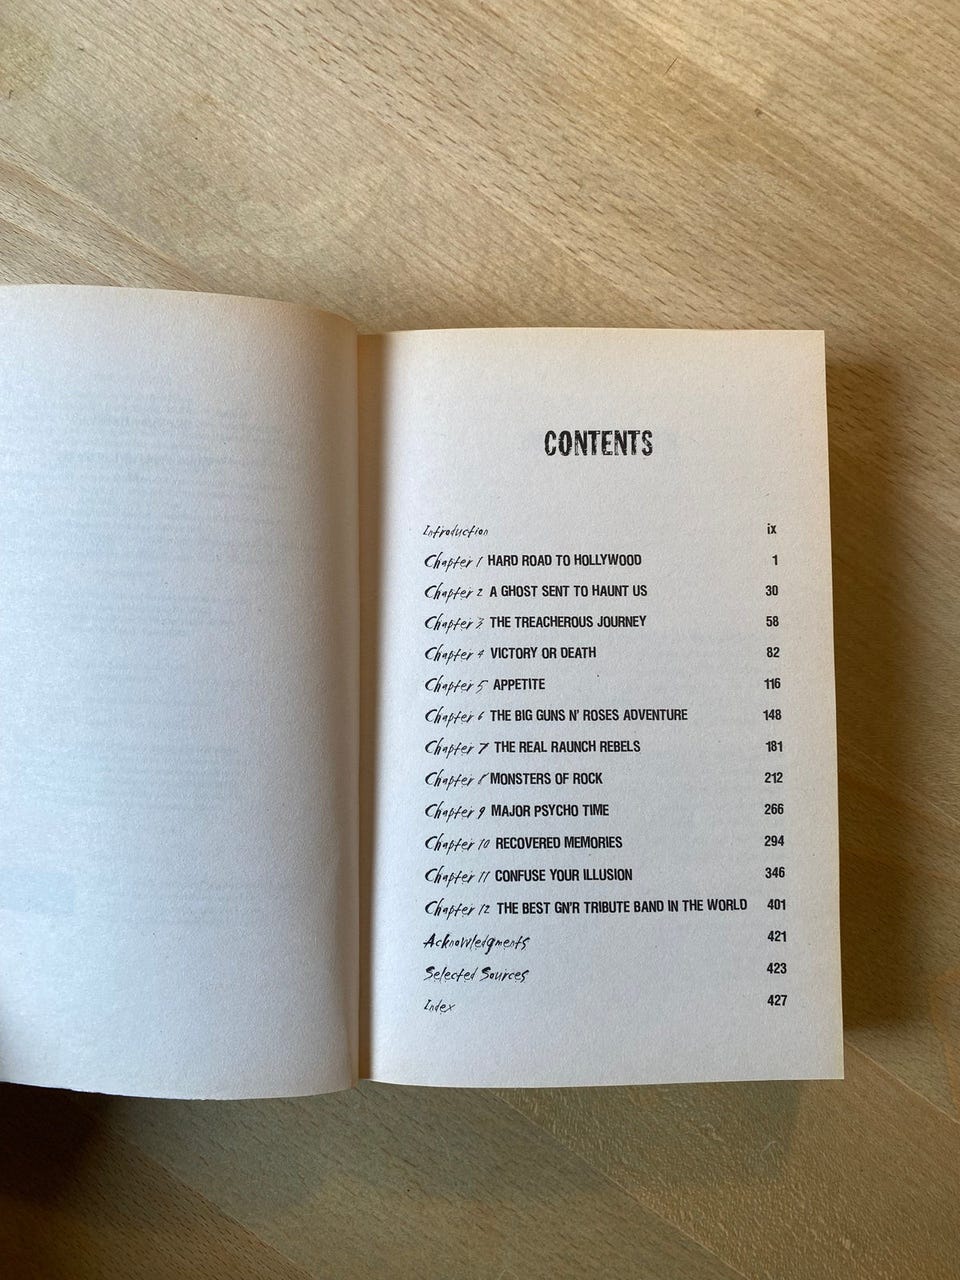 CONTENTS
Introduction ix
Chapter 1 HARD ROAD TO HOLLYWOOD 1
Chapter 2 A GHOST SENT TO HAUNT US 30
Chapter 3 THE TREACHEROUS JOURNEY 58
Chapter 4 VICTORY OR DEATH 82
Chapter 5 APPETITE 116
Chapter 6 THE BIG GUNS N' ROSES ADVENTURE 148
Chapter 7 THE REAL RAUNCH REBELS 181
Chapter 8 MONSTERS OF ROCK 212
Chapter 9 MAJOR PSYCHO TIME 266
Chapter 10 RECOVERED MEMORIES 294
Chapter 11 CONFUSE YOUR ILLUSION 346
Chapter 12 THE BEST GN'R TRIBUTE BAND IN THE WORLD 401
Acknowledgments 421
Selected Sources 423
Index 427